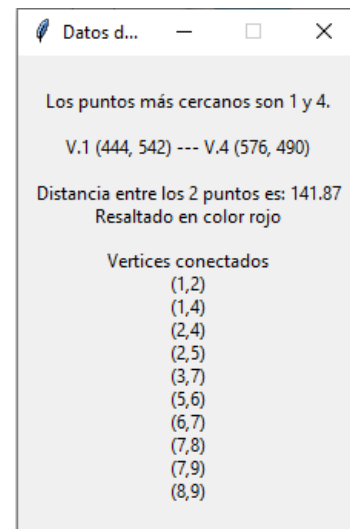 Datos d...
Los puntos más cercanos son 1 y 4.
V.1 (444, 542) --- V.4 (576, 490)
Distancia entre los 2 puntos es: 141.87
Resaltado en color rojo
Vertices conectados
(1,2)
(1,4)
(2,4)
(2,5)
(3,7)
(5,6)
(6,7)
(7,8)
(7,9)
(8,9)